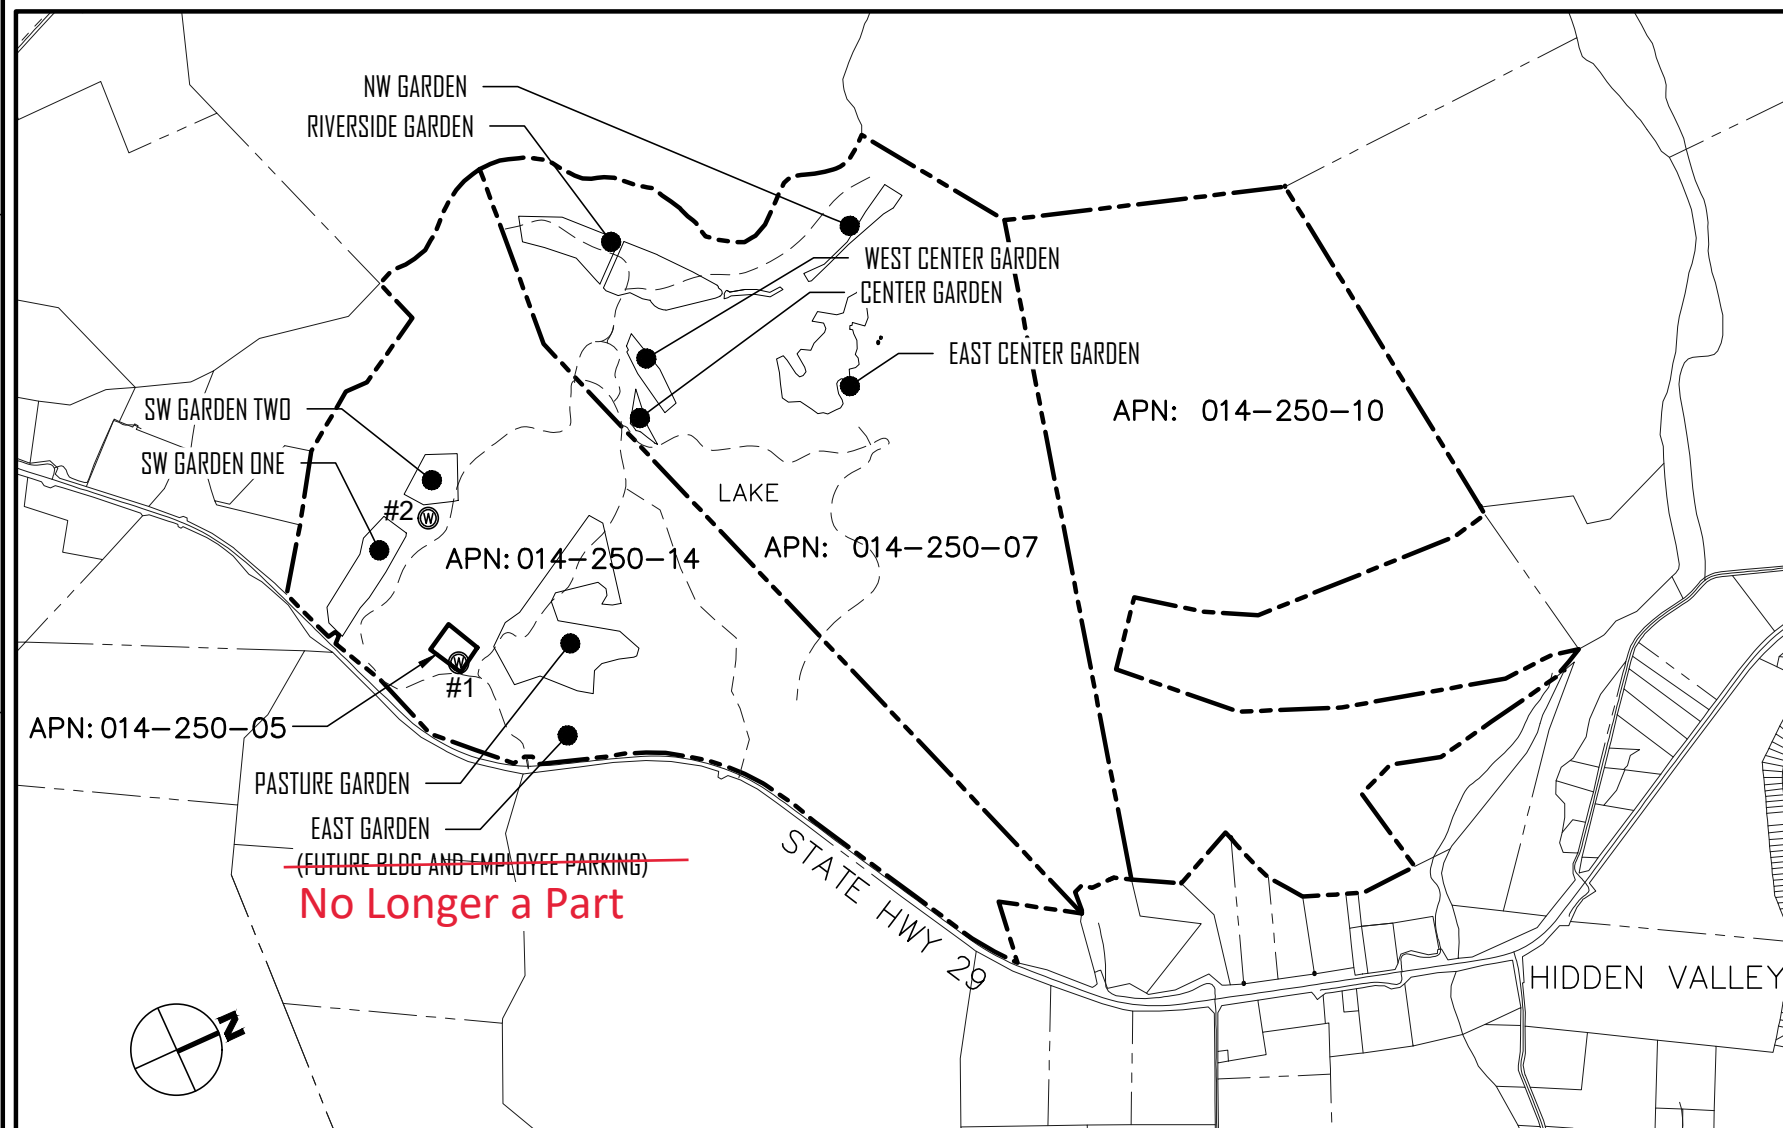 NW GARDEN
RIVERSIDE GARDEN
WEST CENTER GARDEN
CENTER GARDEN
EAST CENTER GARDEN
APN: 014-250-10
SW GARDEN TWO
SW GARDEN ONE
#2
W
LAKE
APN: 014-250-14
APN: 014-250-07
W
#1
APN: 014-250-05
PASTURE GARDEN
EAST GARDEN
(FUTURE BLDG AND EMPLOYEE PARKING)
No Longer a Part
STATE HWY 29
HIDDEN VALLEY
N